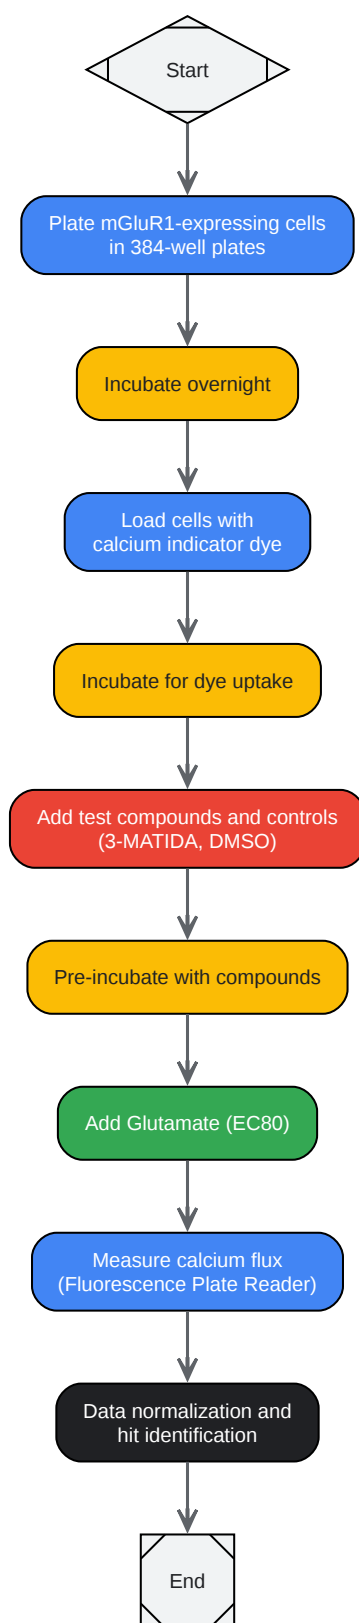 Start
Plate mGluR1-expressing cells
in 384-well plates
Incubate overnight
Load cells with
calcium indicator dye
Incubate for dye uptake
Add test compounds and controls
(3-MATIDA, DMSO)
Pre-incubate with compounds
Add Glutamate (EC80)
Measure calcium flux
(Fluorescence Plate Reader)
Data normalization and
hit identification
End